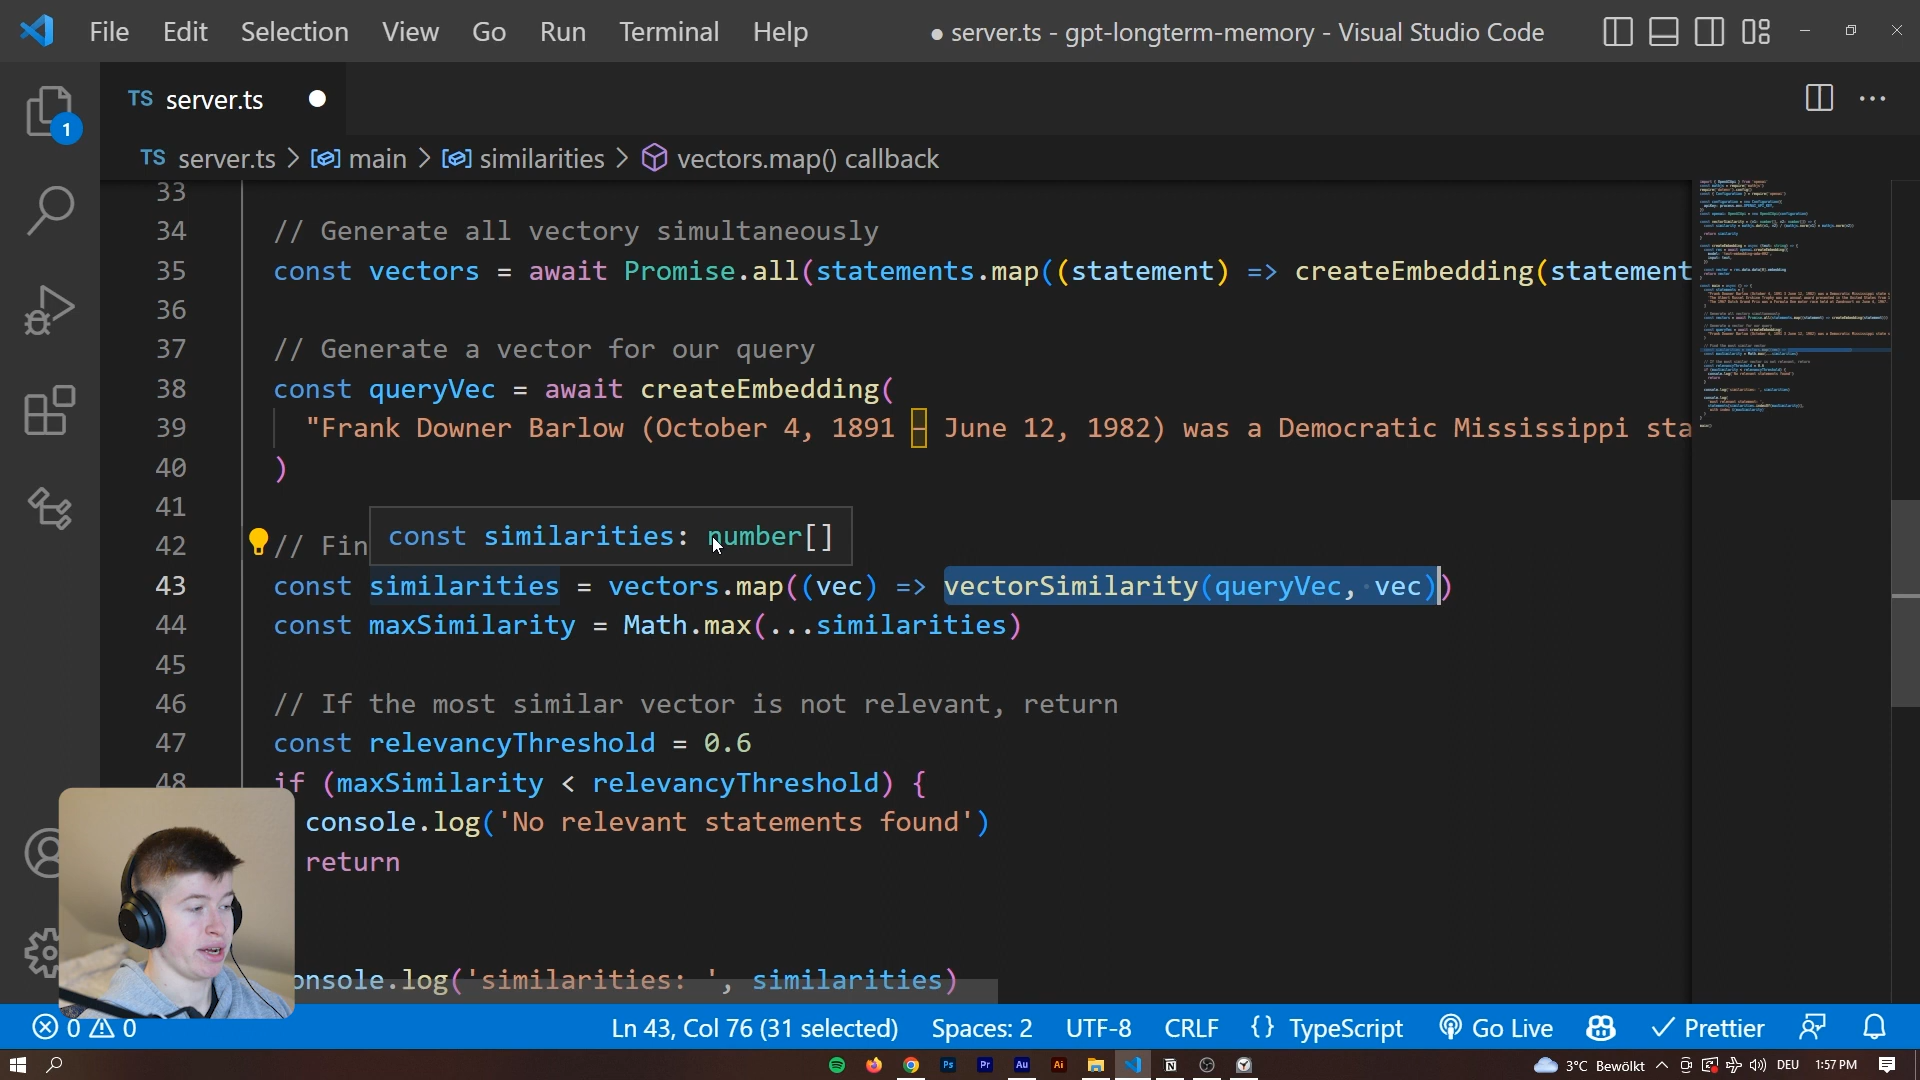 File Edit Selection View Go Run Terminal Help ● server.ts - gpt-longterm-memory - Visual Studio Code
TS server.ts
1
TS server.ts > main > similarities > vectors.map() callback
33
34 // Generate all vectory simultaneously
35 const vectors = await Promise.all(statements.map((statement) => createEmbedding(statement
36
37 // Generate a vector for our query
38 const queryVec = await createEmbedding(
39 "Frank Downer Barlow (October 4, 1891 – June 12, 1982) was a Democratic Mississippi sta
40 )
41
const similarities: number[]
42 // Fin
43 const similarities = vectors.map((vec) => vectorSimilarity(queryVec, vec))
44 const maxSimilarity = Math.max(...similarities)
45
46 // If the most similar vector is not relevant, return
47 const relevancyThreshold = 0.6
48 if (maxSimilarity < relevancyThreshold) {
console.log('No relevant statements found')
return
onsole.log('similarities: ', similarities)
0 0 Ln 43, Col 76 (31 selected) Spaces: 2 UTF-8 CRLF {} TypeScript Go Live Prettier
Ps Pr Au Ai 3°C Bewölkt DEU 1:57 PM